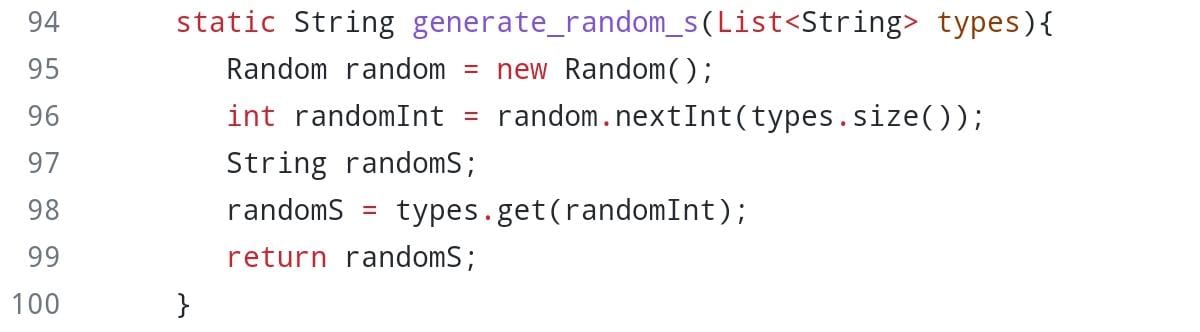 94 static String generate_random_s(List<String> types){
95 Random random = new Random();
96 int randomInt = random.nextInt(types.size());
97 String randomS;
98 randomS = types.get(randomInt);
99 return randomS;
100 }